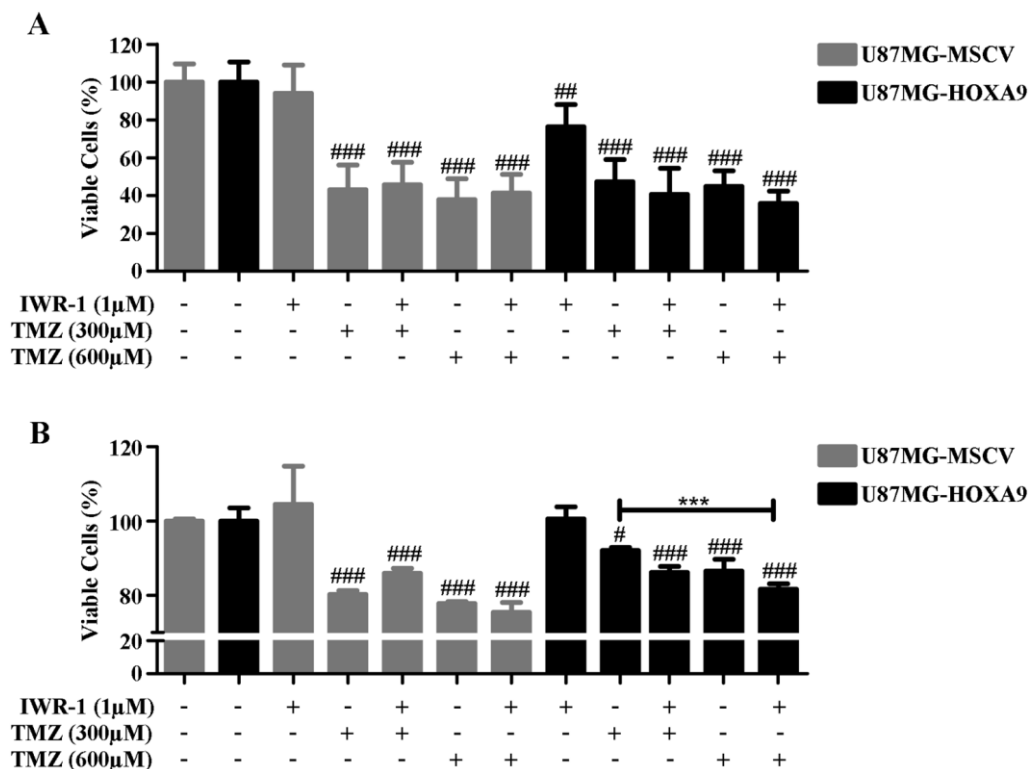 A
120
100
80
60
40
20
0
Viable Cells (%)
### ### ### ### ## ### ### ### ###
U87MG-MSCV
U87MG-HOXA9
IWR-1 (1µM) - - + - + - + + - + - +
TMZ (300µM) - - - + + - - - + + - -
TMZ (600µM) - - - - - + + - - - + +
B
120
100
80
20
0
Viable Cells (%)
### ### ### ### # ### ### ###
***
U87MG-MSCV
U87MG-HOXA9
IWR-1 (1µM) - - + - + - + + - + - +
TMZ (300µM) - - - + + - - - + + - -
TMZ (600µM) - - - - - + + - - - + +